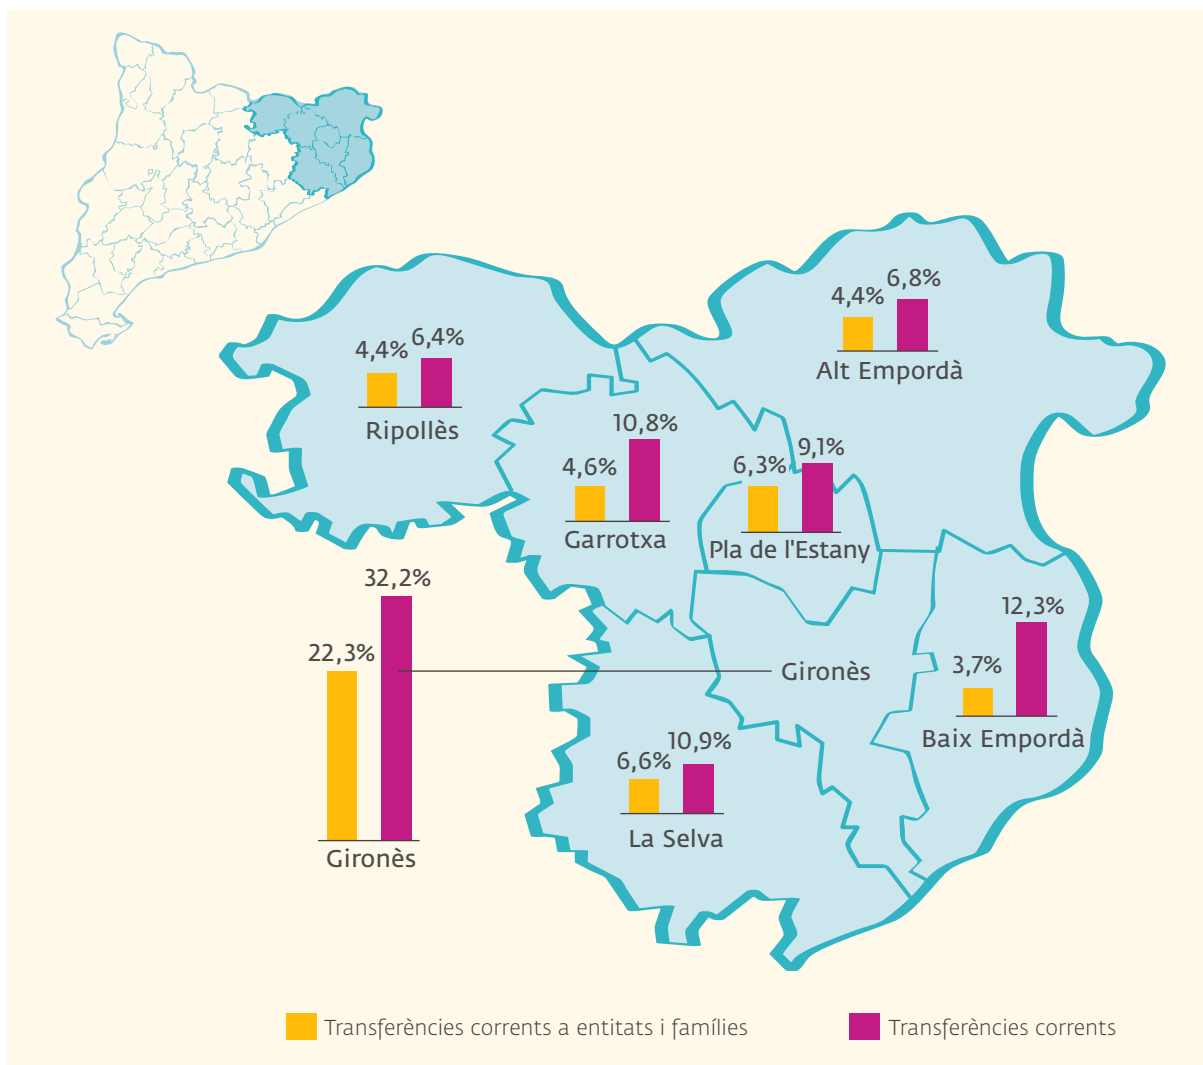 6,8%
4,4%
Alt Empordà
6,4%
4,4%
Ripollès
10,8%
4,6%
Garrotxa
9,1%
6,3%
Pla de l'Estany
32,2%
22,3%
Gironès
Gironès
12,3%
3,7%
Baix Empordà
10,9%
6,6%
La Selva
Transferències corrents a entitats i famílies
Transferències corrents